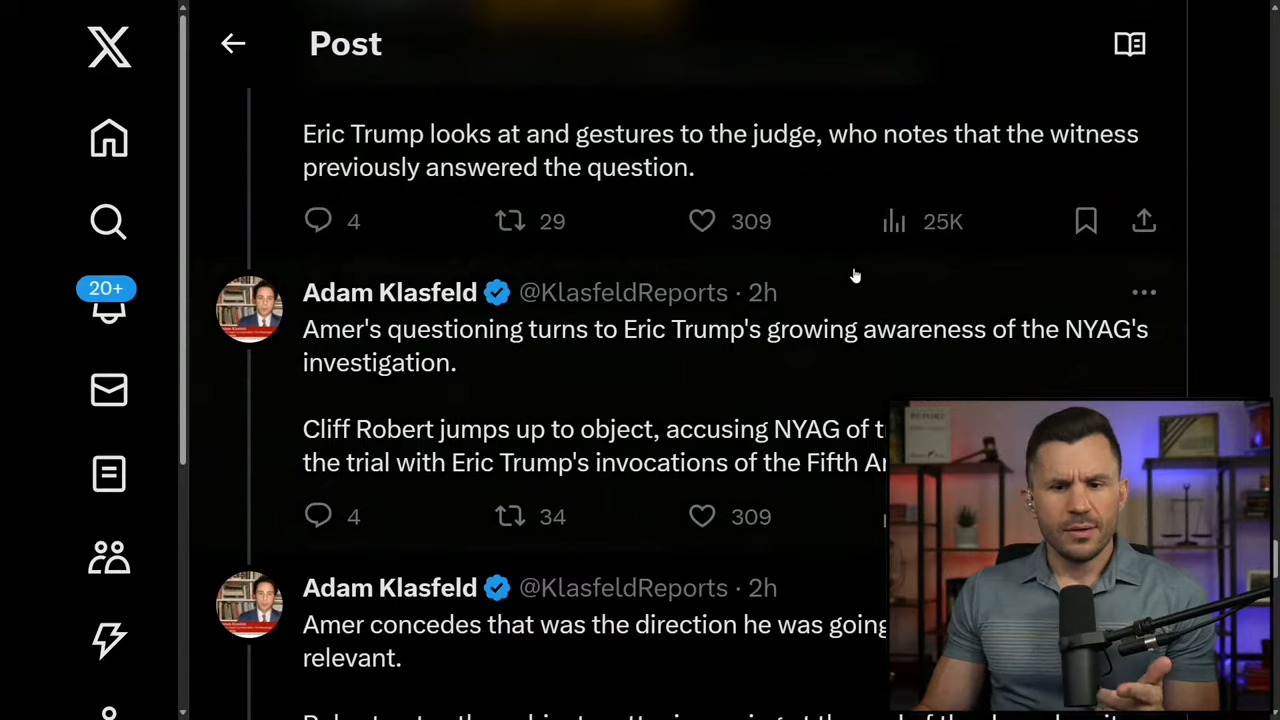 Post
Eric Trump looks at and gestures to the judge, who notes that the witness
previously answered the question.
4 29 309 25K
20+
Adam Klasfeld @KlasfeldReports · 2h
Amer's questioning turns to Eric Trump's growing awareness of the NYAG's
investigation.
Cliff Robert jumps up to object, accusing NYAG of
the trial with Eric Trump's invocations of the Fifth
4 34 309
Adam Klasfeld @KlasfeldReports · 2h
Amer concedes that was the direction he was going
relevant.